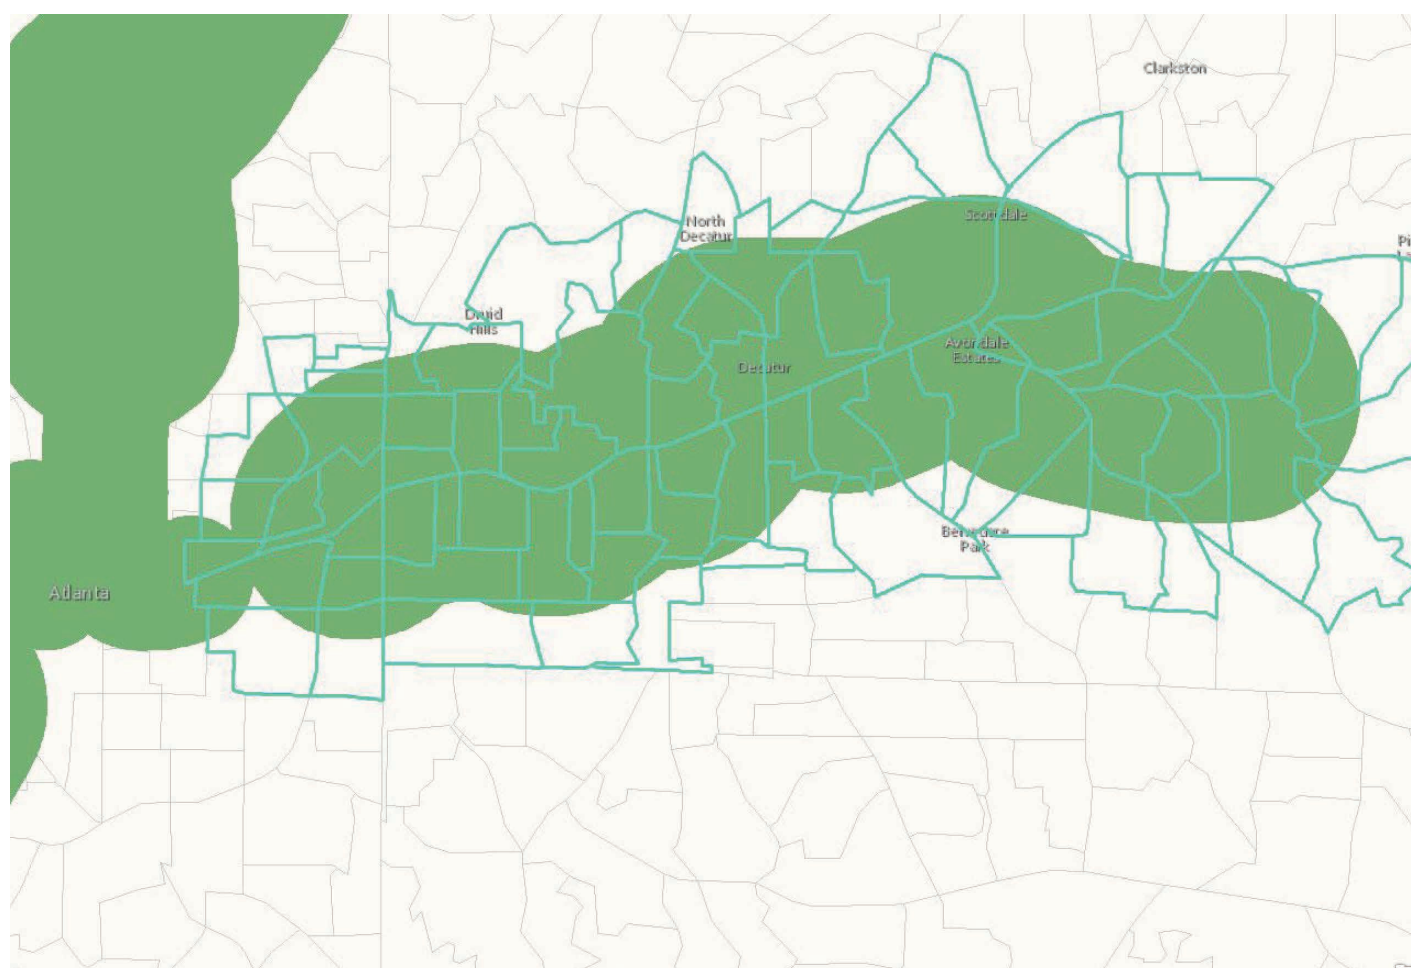 Clarkston
North
Decatur
Scottdale
Druid
Hills
Avondale
Estates
Decatur
Belvedere
Park
Atlanta